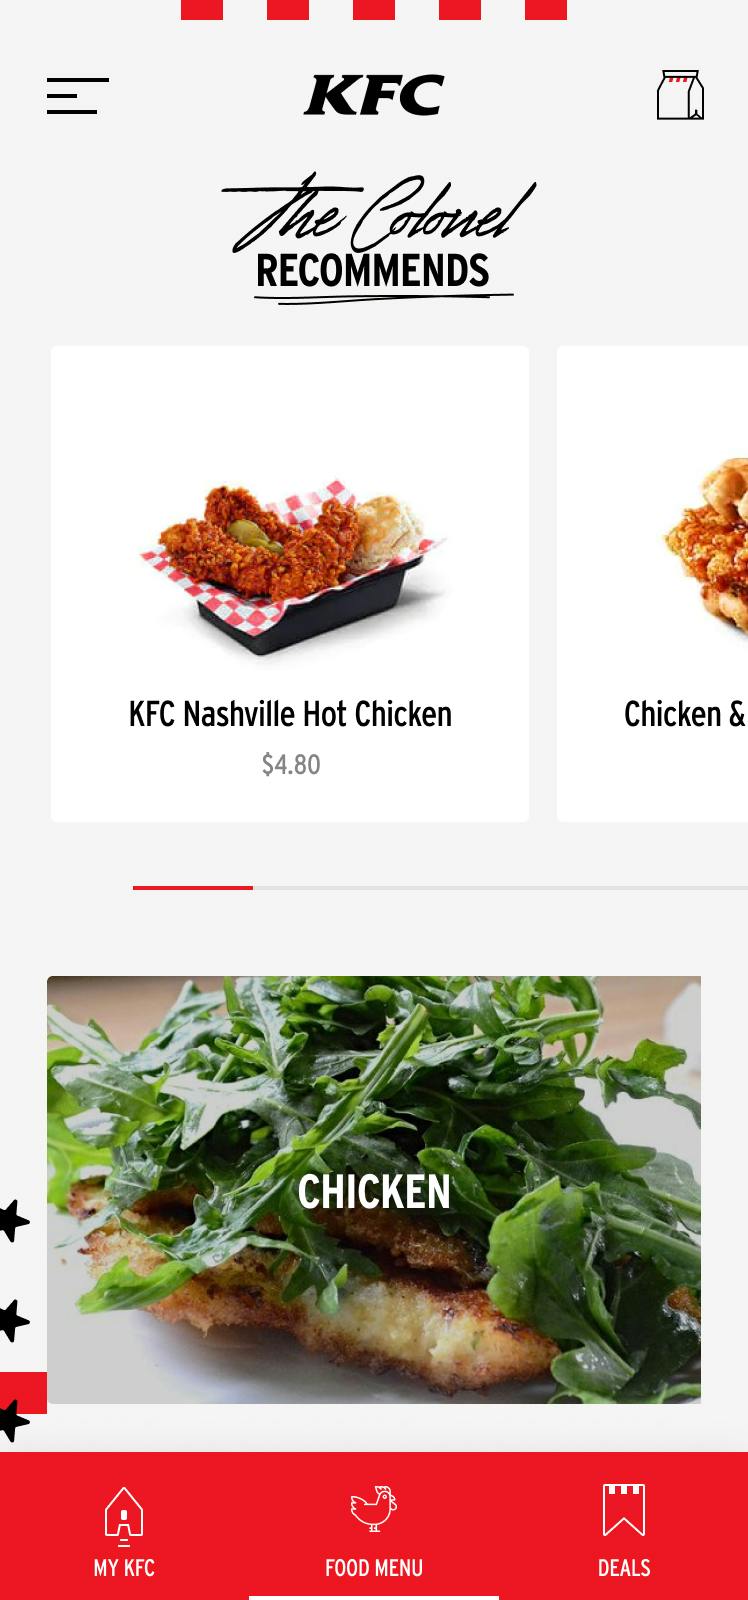 KFC
The Colonel
RECOMMENDS
KFC Nashville Hot Chicken
$4.80
Chicken &
CHICKEN
MY KFC
FOOD MENU
DEALS